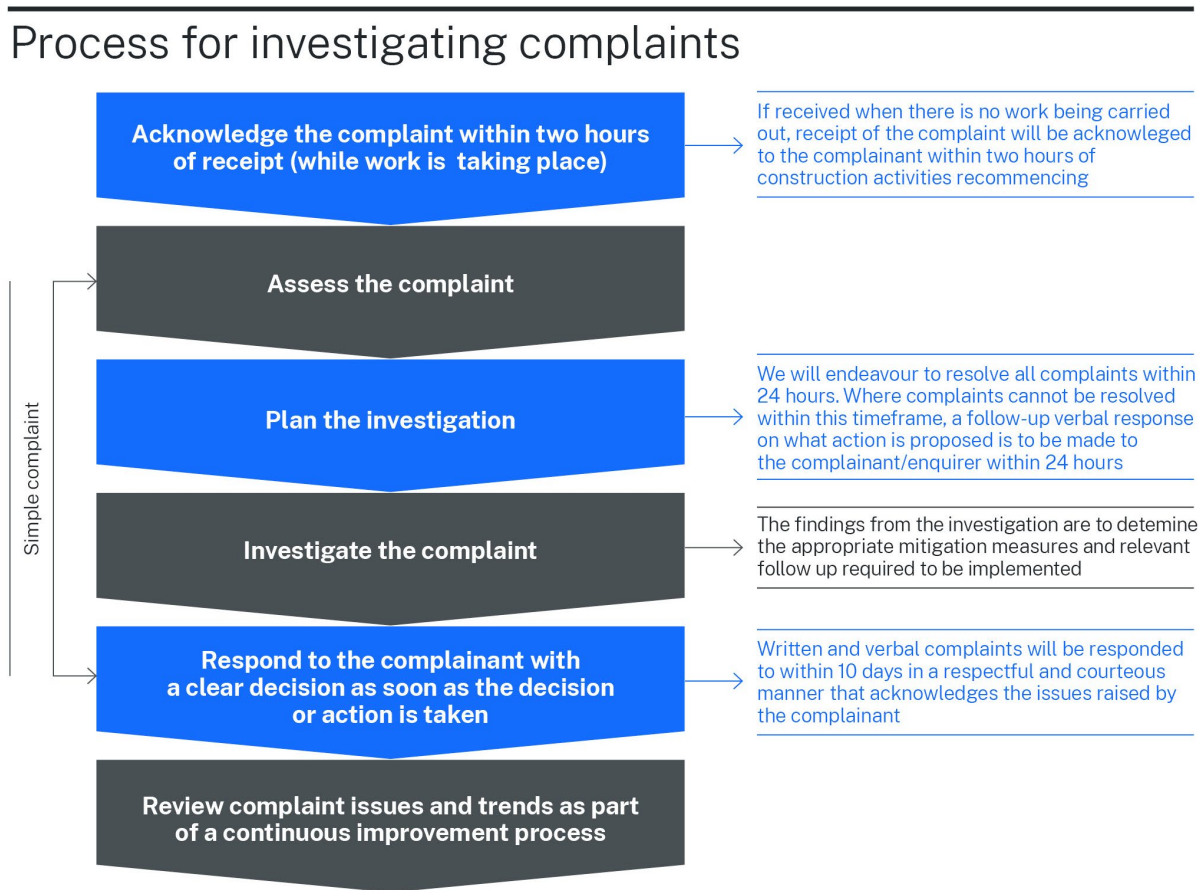 Process for investigating complaints
Acknowledge the complaint within two hours
of receipt (while work is taking place)
If received when there is no work being carried
out, receipt of the complaint will be acknowleged
to the complainant within two hours of
construction activities recommencing
Assess the complaint
Simple complaint
Plan the investigation
We will endeavour to resolve all complaints within
24 hours. Where complaints cannot be resolved
within this timeframe, a follow-up verbal response
on what action is proposed is to be made to
the complainant/enquirer within 24 hours
Investigate the complaint
The findings from the investigation are to detemine
the appropriate mitigation measures and relevant
follow up required to be implemented
Respond to the complainant with
a clear decision as soon as the decision
or action is taken
Written and verbal complaints will be responded
to within 10 days in a respectful and courteous
manner that acknowledges the issues raised by
the complainant
Review complaint issues and trends as part
of a continuous improvement process